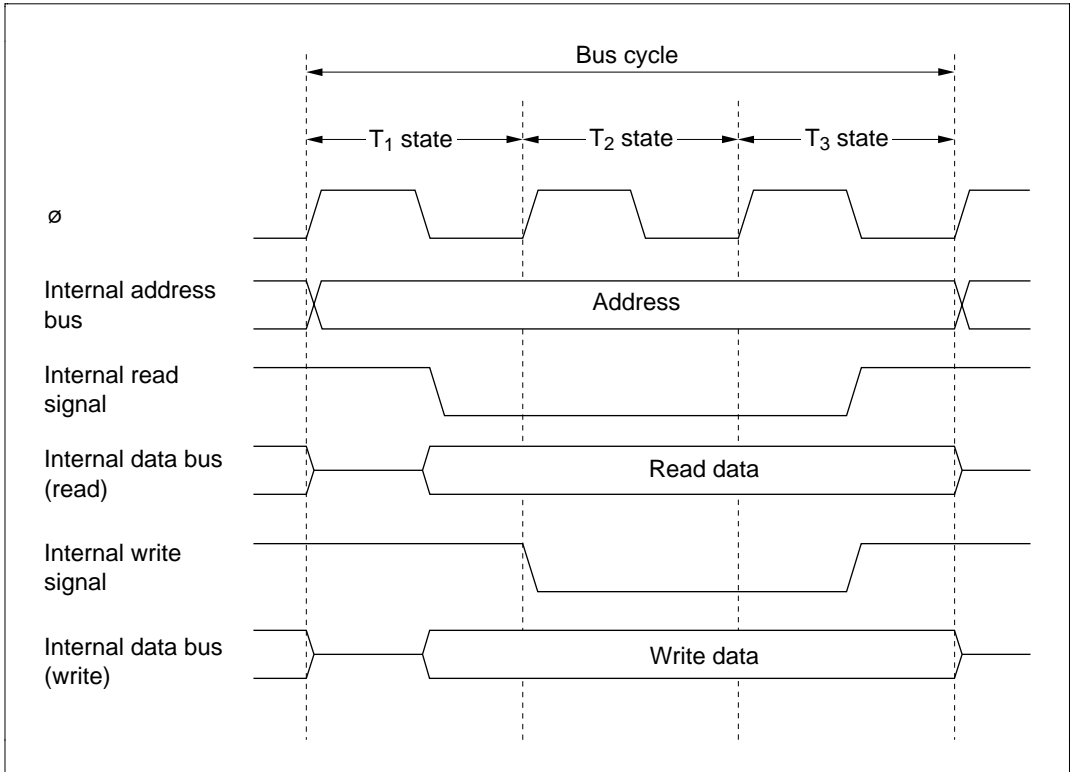 Bus cycle
T₁ state T₂ state T₃ state
ø
Internal address
bus
Address
Internal read
signal
Internal data bus
(read)
Read data
Internal write
signal
Internal data bus
(write)
Write data